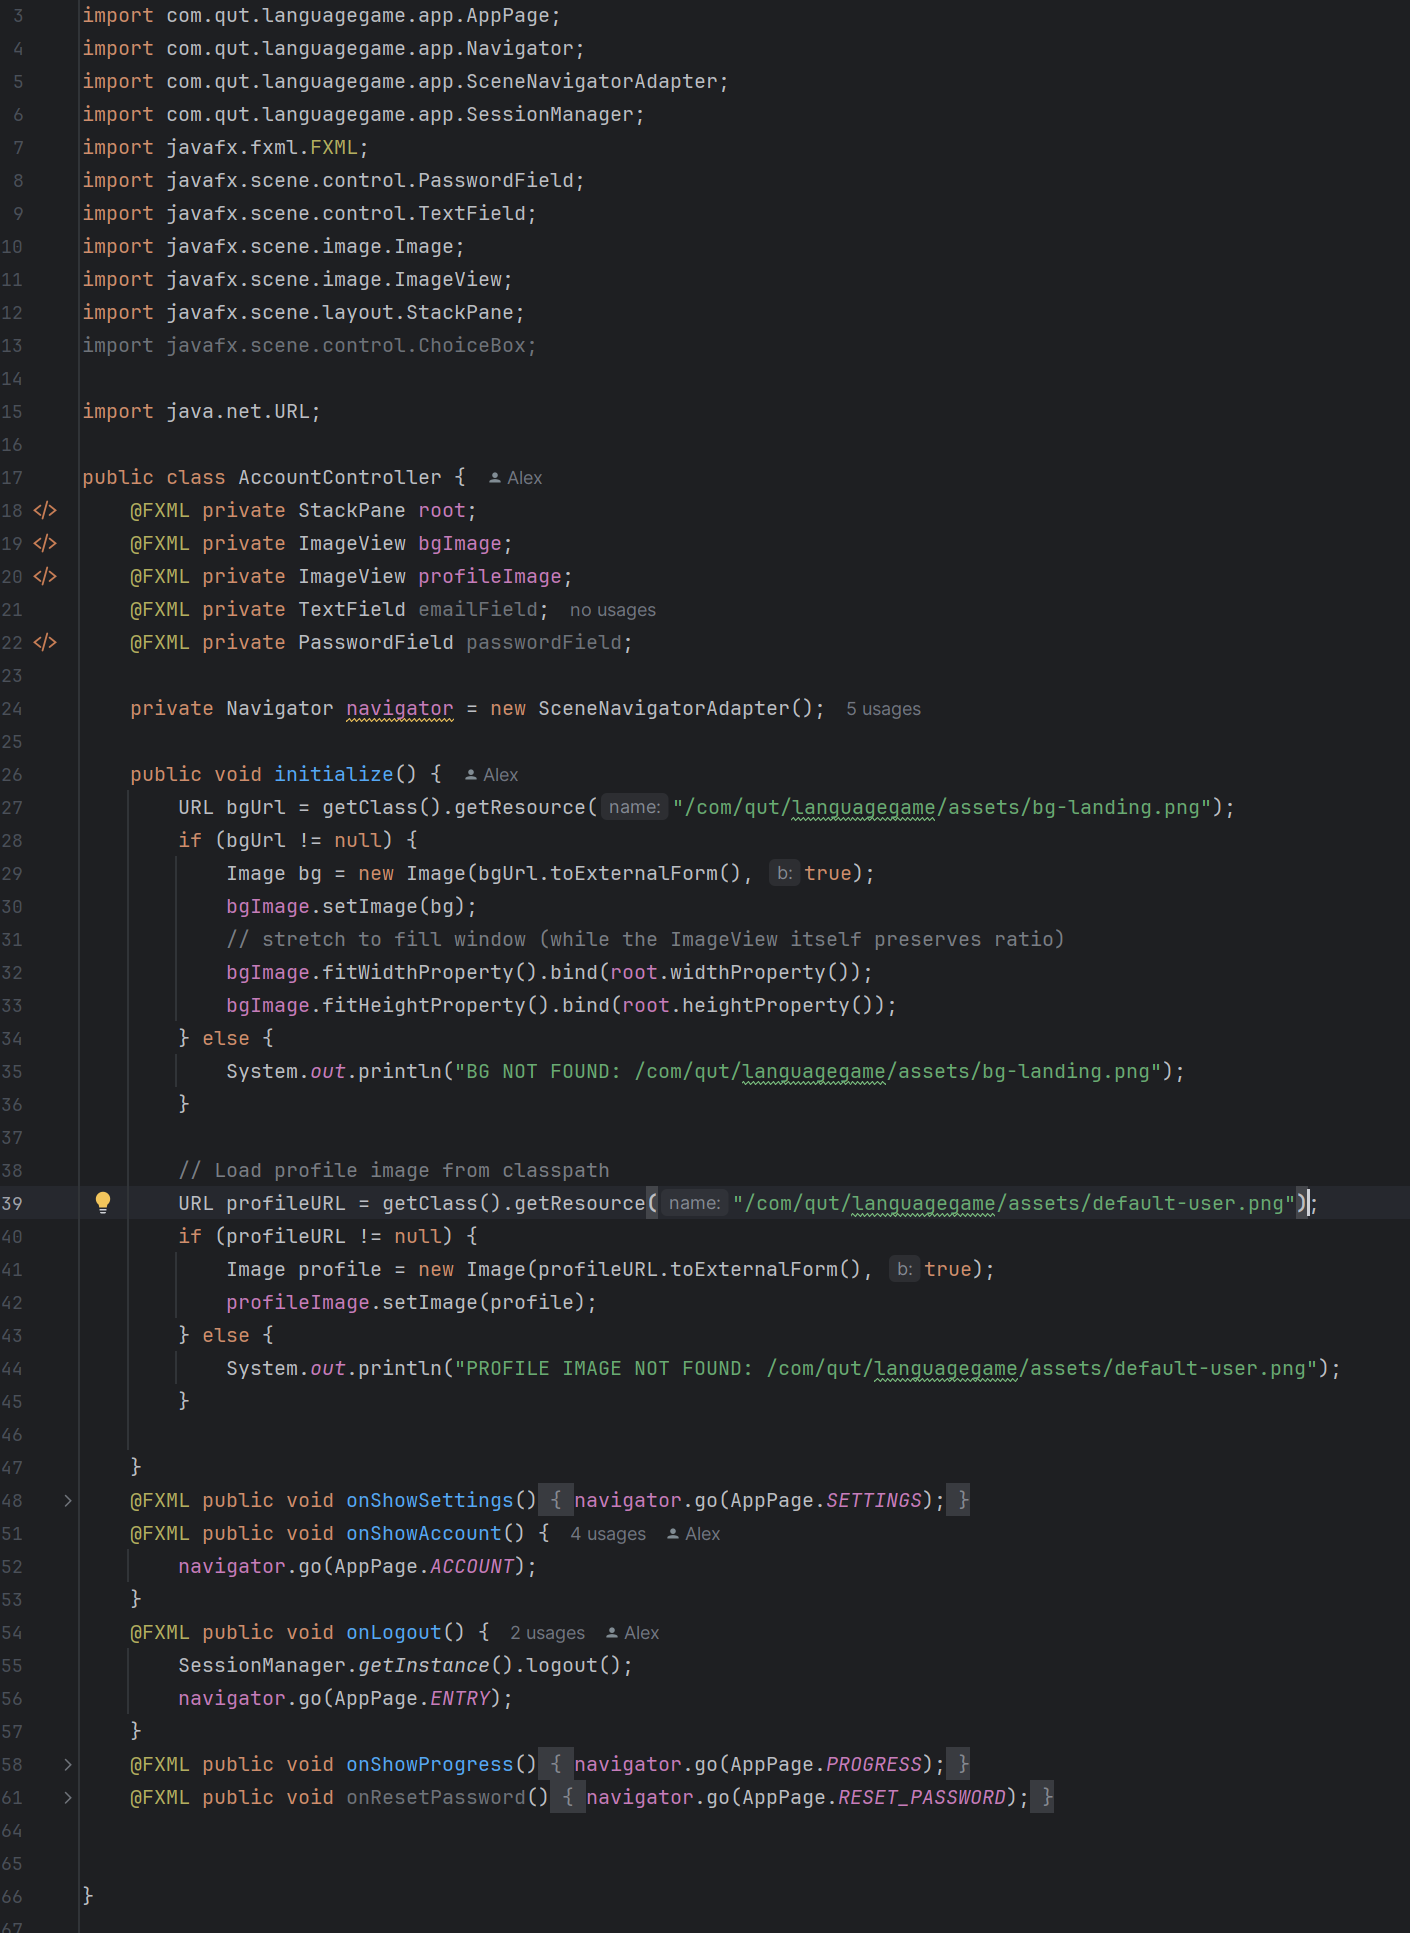 3 import com.qut.languagegame.app.AppPage;
4 import com.qut.languagegame.app.Navigator;
5 import com.qut.languagegame.app.SceneNavigatorAdapter;
6 import com.qut.languagegame.app.SessionManager;
7 import javafx.fxml.FXML;
8 import javafx.scene.control.PasswordField;
9 import javafx.scene.control.TextField;
10 import javafx.scene.image.Image;
11 import javafx.scene.image.ImageView;
12 import javafx.scene.layout.StackPane;
13 import javafx.scene.control.ChoiceBox;
14
15 import java.net.URL;
16
17 public class AccountController { Alex
18 </> @FXML private StackPane root;
19 </> @FXML private ImageView bgImage;
20 </> @FXML private ImageView profileImage;
21 @FXML private TextField emailField; no usages
22 </> @FXML private PasswordField passwordField;
23
24 private Navigator navigator = new SceneNavigatorAdapter(); 5 usages
25
26 public void initialize() { Alex
27 URL bgUrl = getClass().getResource( name: "/com/qut/languagegame/assets/bg-landing.png");
28 if (bgUrl != null) {
29 Image bg = new Image(bgUrl.toExternalForm(), b: true);
30 bgImage.setImage(bg);
31 // stretch to fill window (while the ImageView itself preserves ratio)
32 bgImage.fitWidthProperty().bind(root.widthProperty());
33 bgImage.fitHeightProperty().bind(root.heightProperty());
34 } else {
35 System.out.println("BG NOT FOUND: /com/qut/languagegame/assets/bg-landing.png");
36 }
37
38 // Load profile image from classpath
39 URL profileURL = getClass().getResource( name: "/com/qut/languagegame/assets/default-user.png");
40 if (profileURL != null) {
41 Image profile = new Image(profileURL.toExternalForm(), b: true);
42 profileImage.setImage(profile);
43 } else {
44 System.out.println("PROFILE IMAGE NOT FOUND: /com/qut/languagegame/assets/default-user.png");
45 }
46
47 }
48 @FXML public void onShowSettings() { navigator.go(AppPage.SETTINGS); }
51 @FXML public void onShowAccount() { 4 usages Alex
52 navigator.go(AppPage.ACCOUNT);
53 }
54 @FXML public void onLogout() { 2 usages Alex
55 SessionManager.getInstance().logout();
56 navigator.go(AppPage.ENTRY);
57 }
58 @FXML public void onShowProgress() { navigator.go(AppPage.PROGRESS); }
61 @FXML public void onResetPassword() { navigator.go(AppPage.RESET_PASSWORD); }
64
65
66 }
67